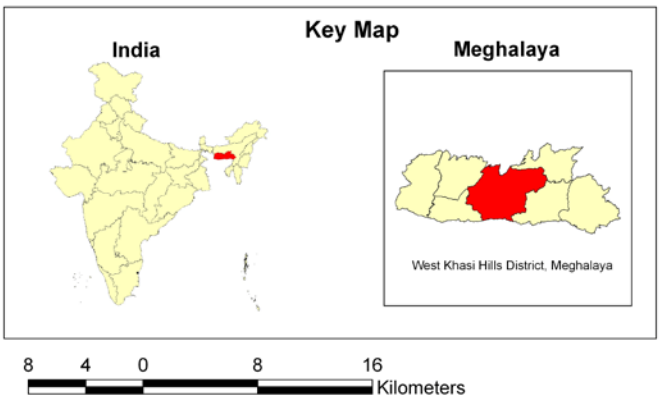 Key Map
India
Meghalaya
West Khasi Hills District, Meghalaya
8 4 0 8 16
Kilometers